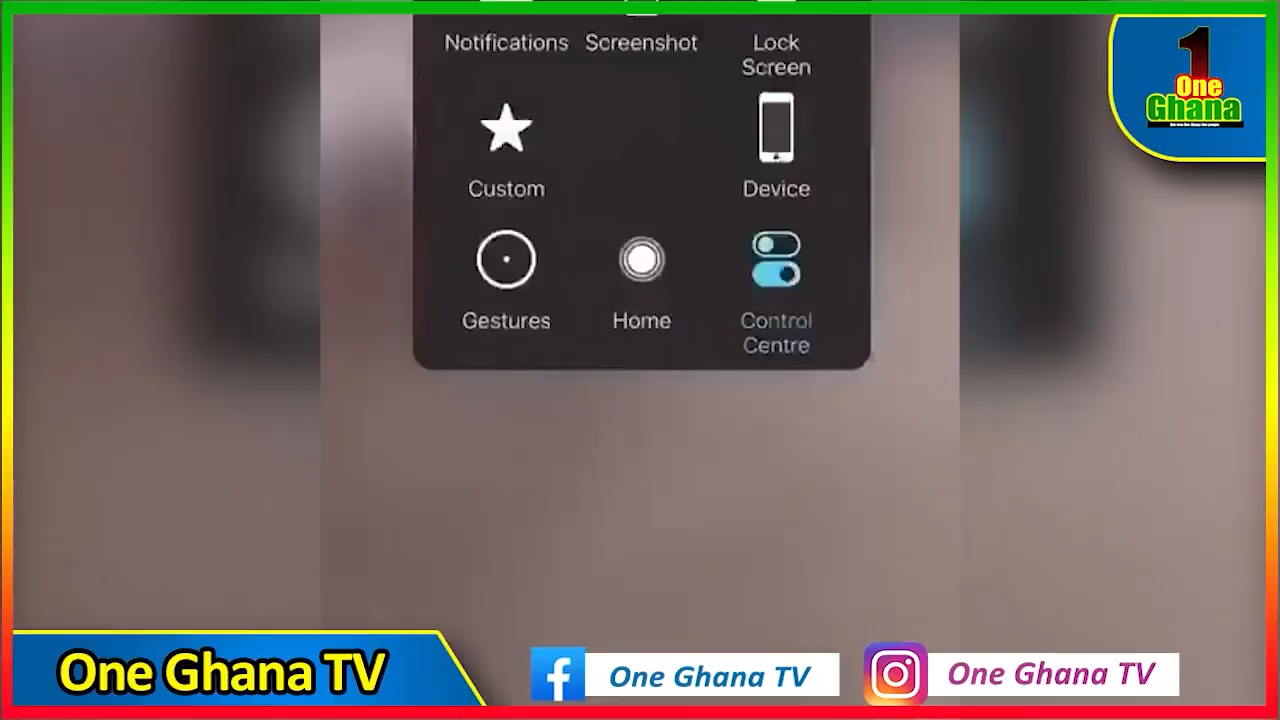 Notifications
Screenshot
Lock
Screen
Custom
Device
Gestures
Home
Control
Centre
1
One
Ghana
One Ghana TV
One Ghana TV
One Ghana TV